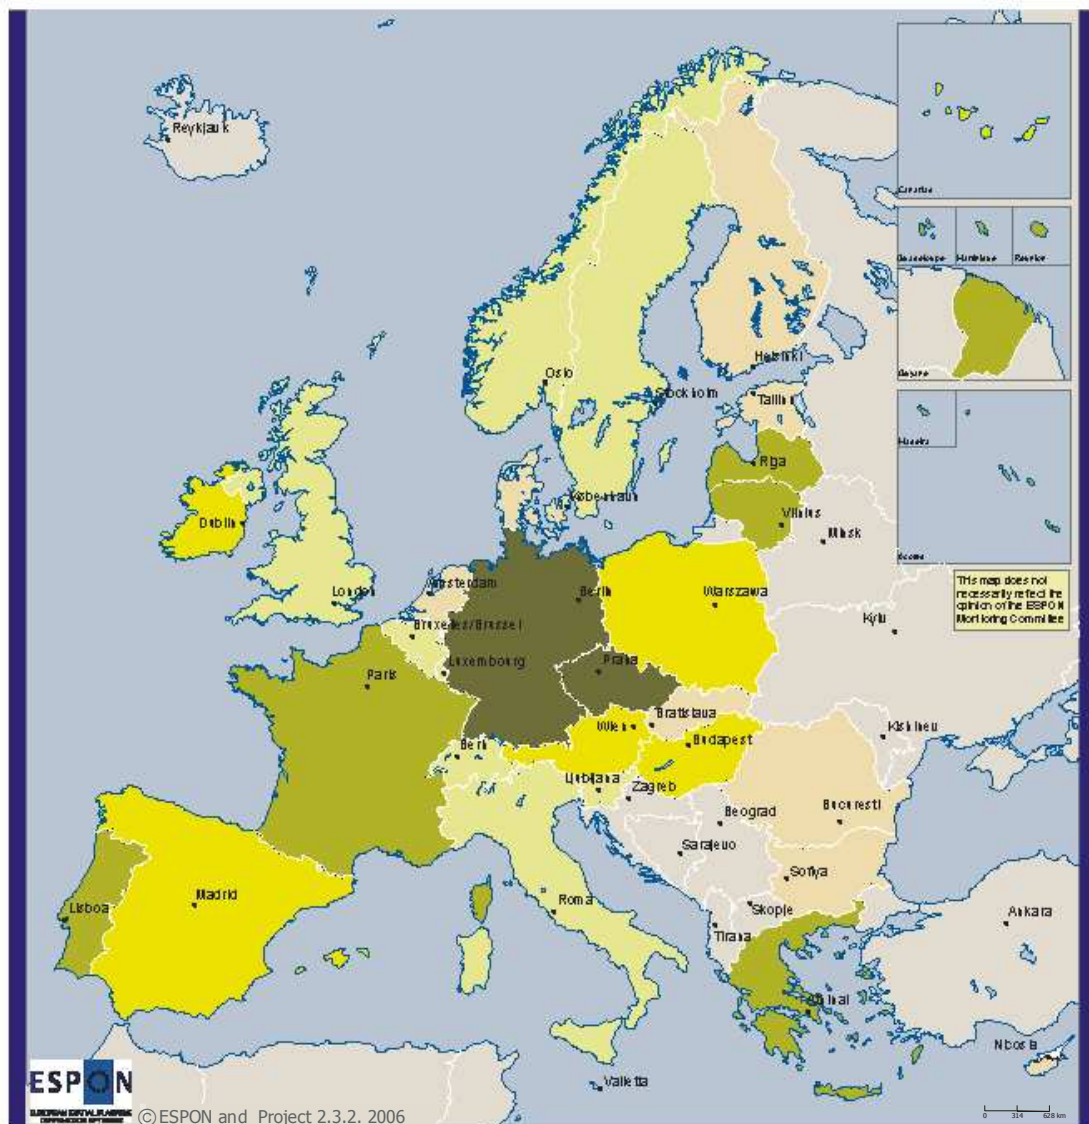 Canarias
Reykjavik
Guadeloupe
Martinique
Reunion
Guyane
Helsinki
Oslo
Stockholm
Tallinn
Madeira
Riga
København
Dublin
Vilnius
Minsk
Acores
This map does not
necessarily reflect the
opinion of the ESPON
Monitoring Committee
Amsterdam
Berlin
London
Warszawa
Bruxelles/Brussel
Kyiv
Luxembourg
Praha
Paris
Bratislava
Wien
Kishinev
Bern
Budapest
Ljubljana
Zagreb
Beograd
Bucuresti
Sarajevo
Sofiya
Madrid
Roma
Lisboa
Skopje
Ankara
Tirana
Athinai
Nicosia
Valletta
ESPON
© ESPON and Project 2.3.2. 2006
0 314 628 km